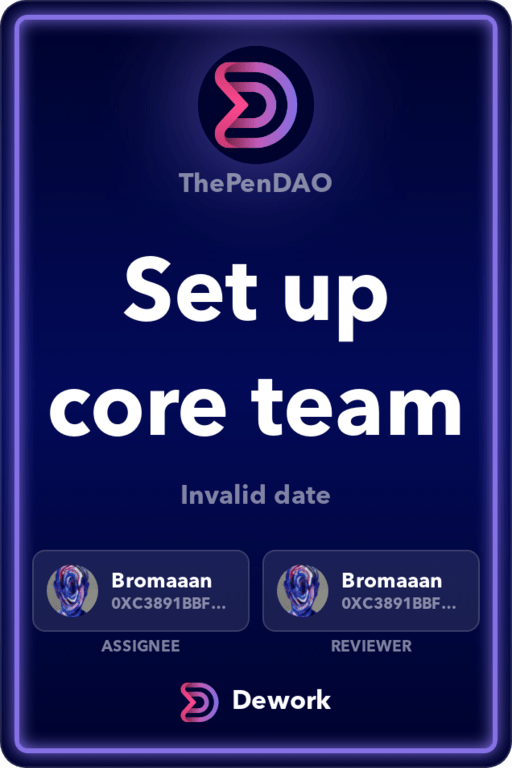 ThePenDAO
Set up
core team
Invalid date
Bromaaan
0XC3891BBF...
ASSIGNEE
Bromaaan
0XC3891BBF...
REVIEWER
Dework